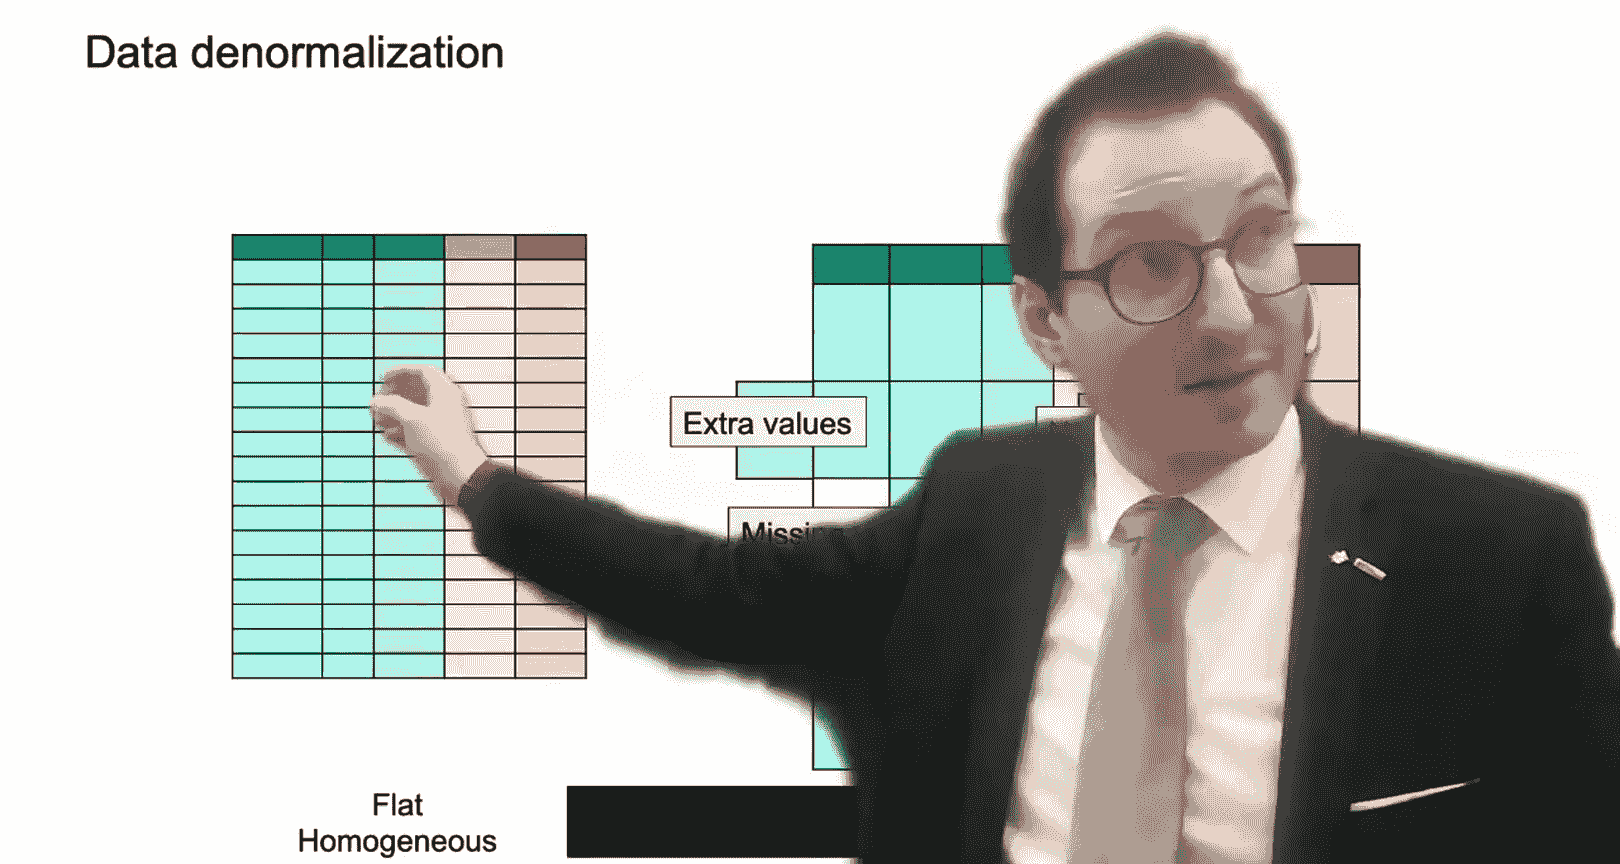 Data denormalization
Extra values
Flat
Homogeneous